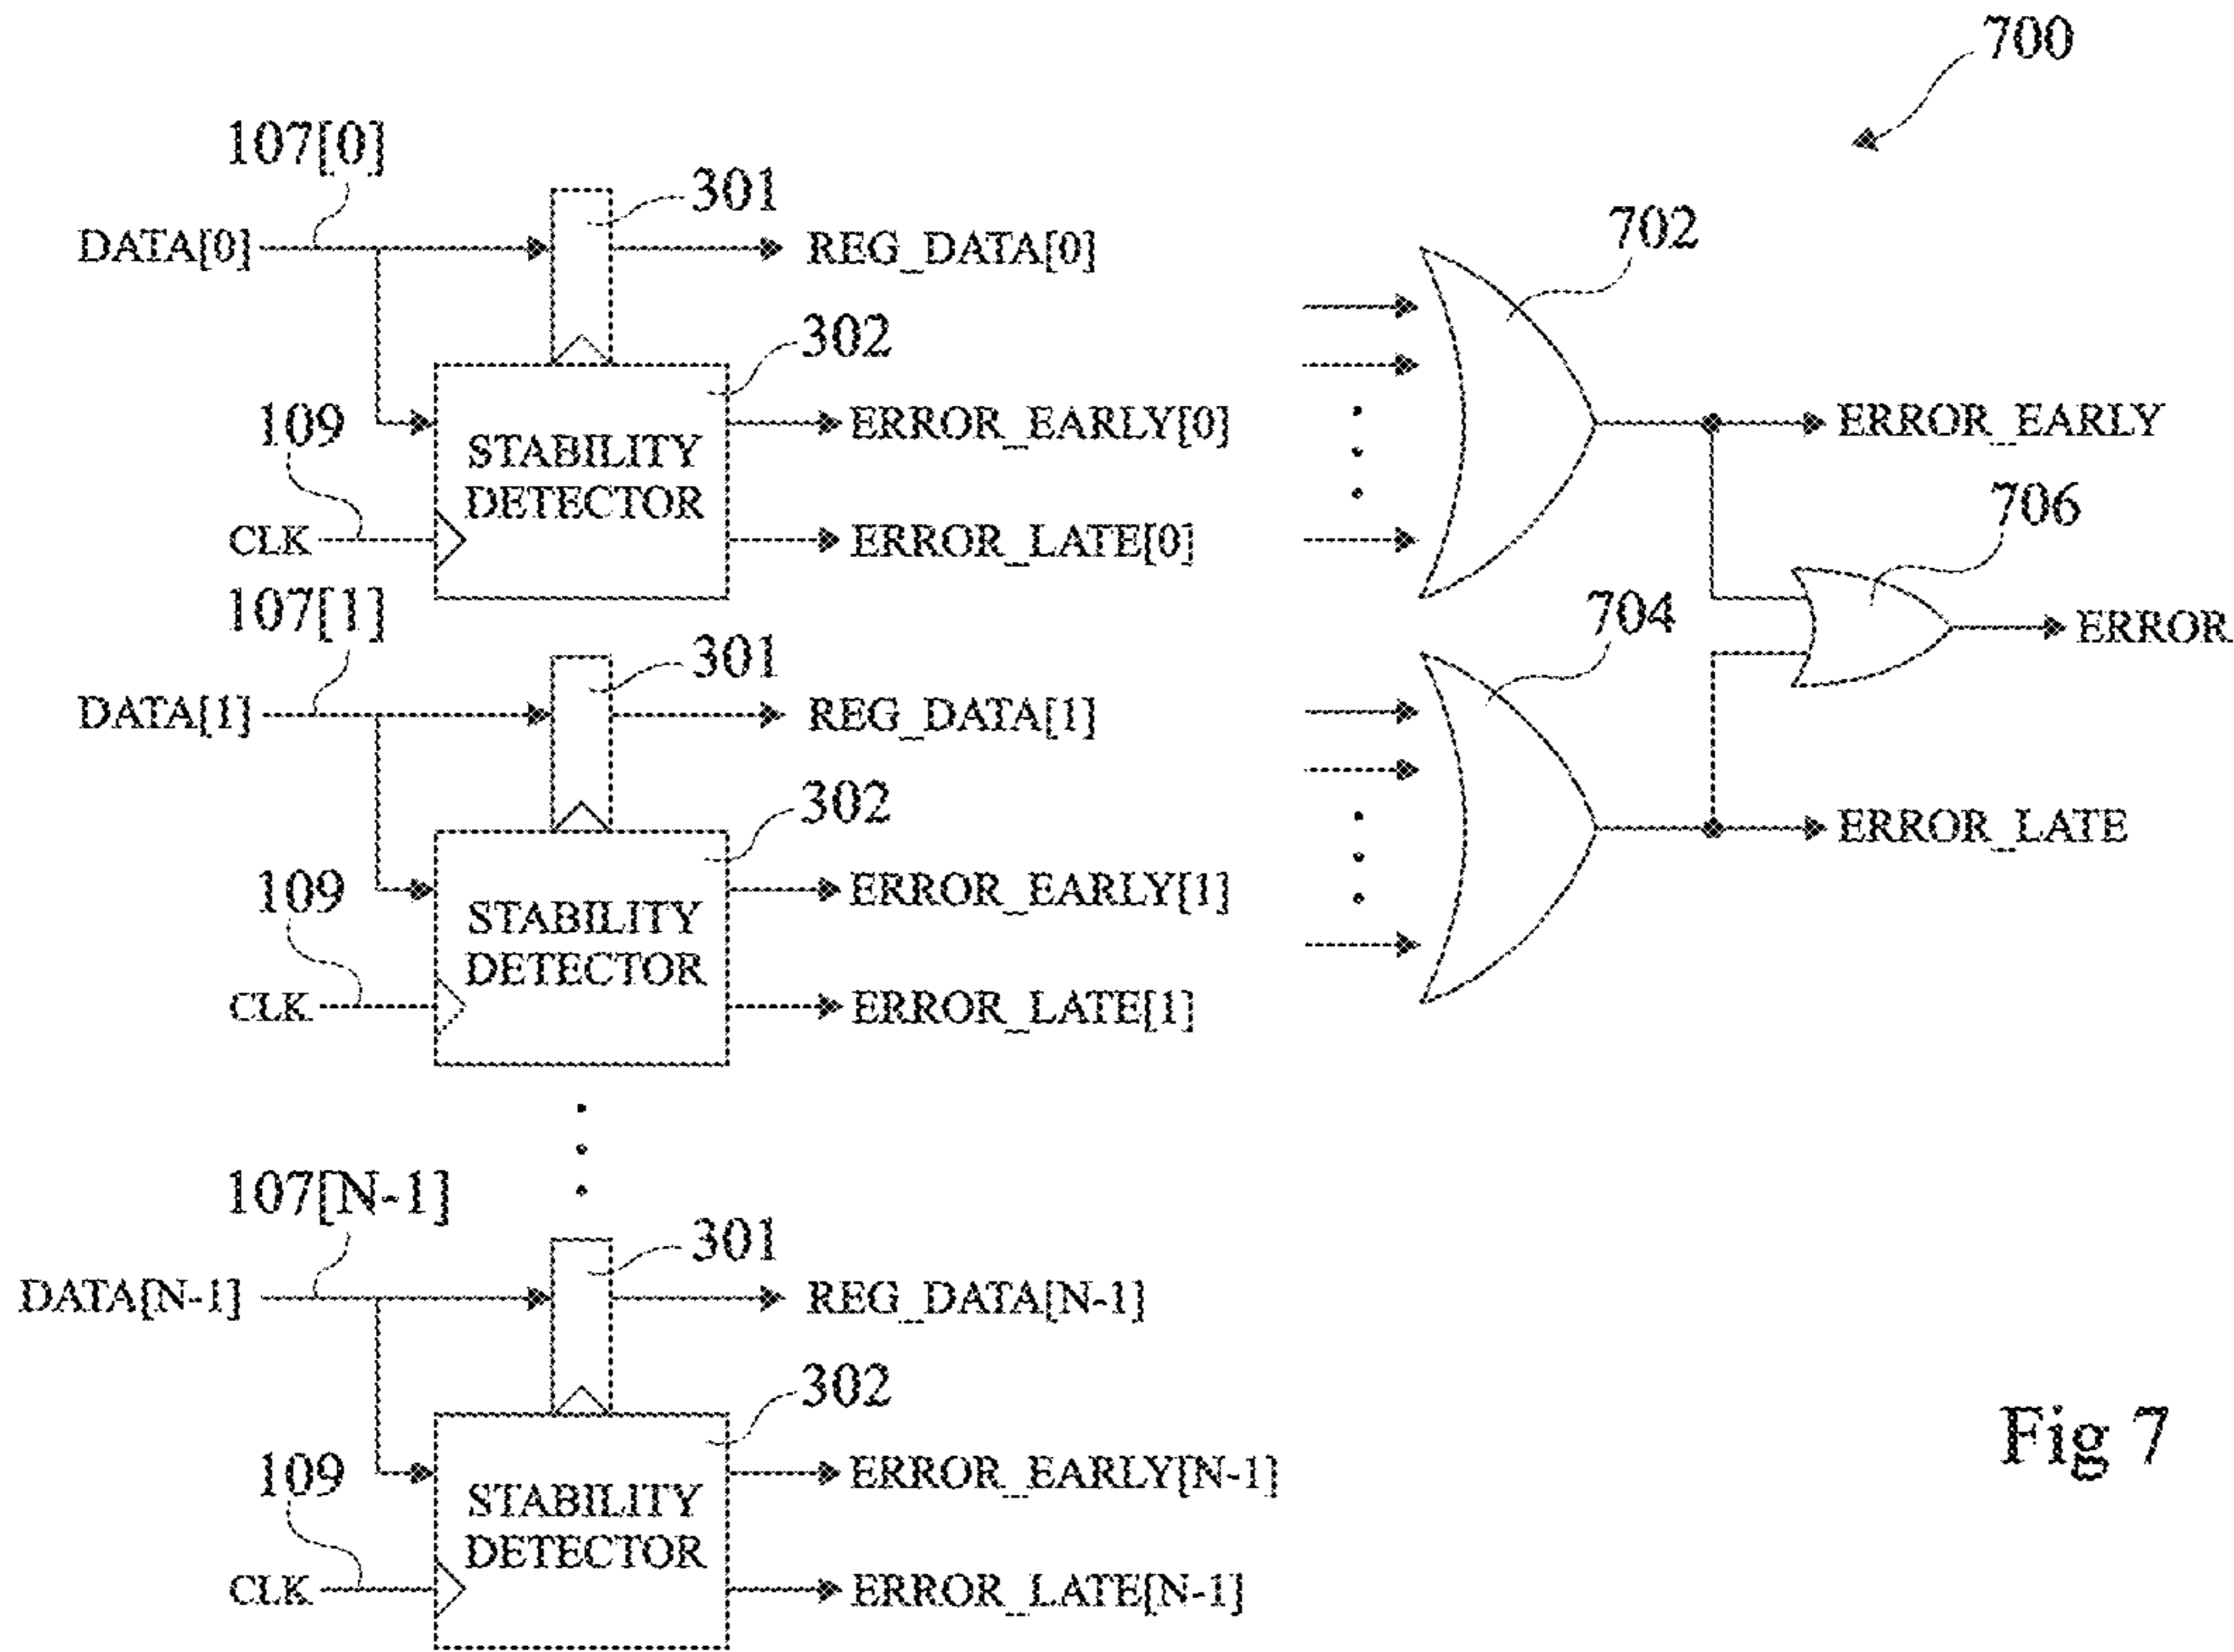 700
107[0]
301
DATA[0]
REG_DATA[0]
702
302
109
STABILITY
DETECTOR
ERROR_EARLY[0]
ERROR_EARLY
CLK
ERROR_LATE[0]
706
107[1]
704
ERROR
301
DATA[1]
REG_DATA[1]
302
ERROR_LATE
109
STABILITY
DETECTOR
ERROR_EARLY[1]
CLK
ERROR_LATE[1]
107[N-1]
301
DATA[N-1]
REG_DATA[N-1]
302
109
STABILITY
DETECTOR
ERROR_EARLY[N-1]
CLK
ERROR_LATE[N-1]
Fig 7